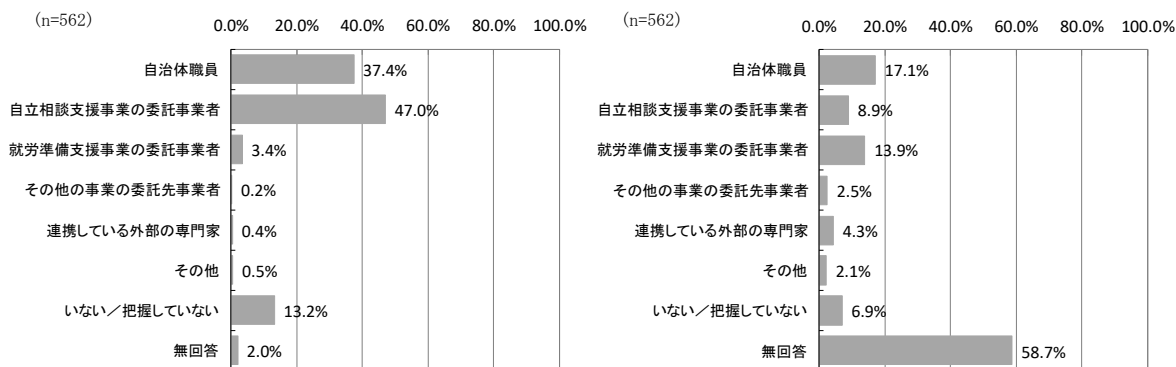 (n=562)
0.0% 20.0% 40.0% 60.0% 80.0% 100.0%
自治体職員 37.4%
自立相談支援事業の委託事業者 47.0%
就労準備支援事業の委託事業者 3.4%
その他の事業の委託先事業者 0.2%
連携している外部の専門家 0.4%
その他 0.5%
いない／把握していない 13.2%
無回答 2.0%
(n=562)
0.0% 20.0% 40.0% 60.0% 80.0% 100.0%
自治体職員 17.1%
自立相談支援事業の委託事業者 8.9%
就労準備支援事業の委託事業者 13.9%
その他の事業の委託先事業者 2.5%
連携している外部の専門家 4.3%
その他 2.1%
いない／把握していない 6.9%
無回答 58.7%